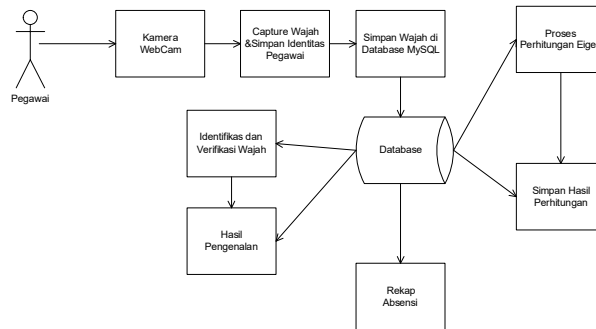 Pegawai
Kamera
WebCam
Capture Wajah
&Simpan Identitas
Pegawai
Simpan Wajah di
Database MySQL
Proses
Perhitungan Eige
Identifikas dan
Verifikasi Wajah
Database
Simpan Hasil
Perhitungan
Hasil
Pengenalan
Rekap
Absensi